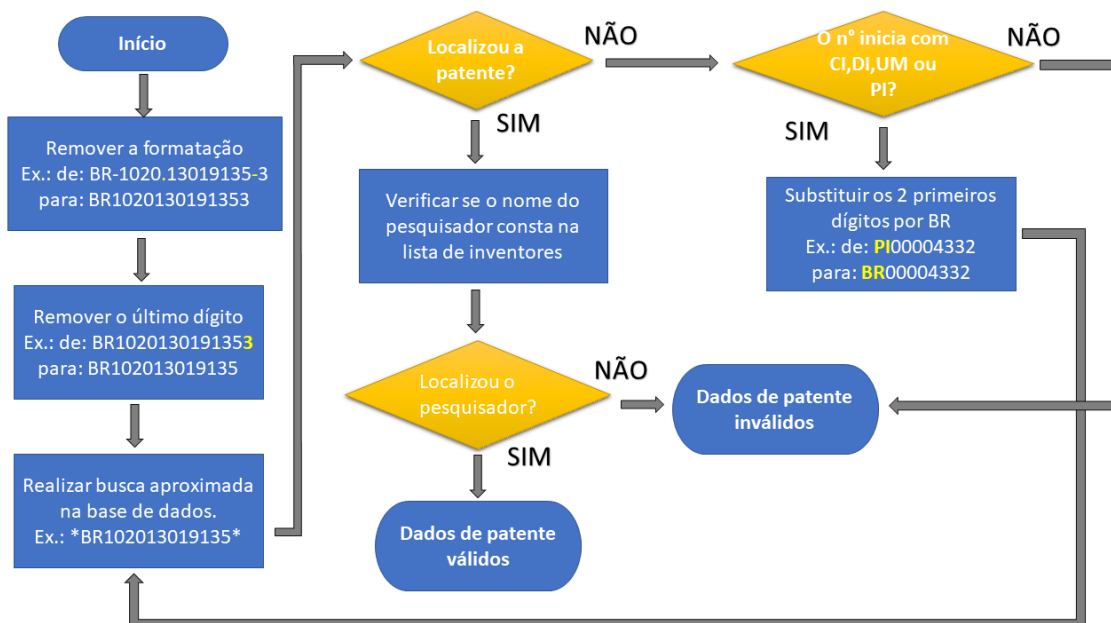 Início
Remover a formatação
Ex.: de: BR-1020.13019135-3
para: BR1020130191353
Remover o último dígito
Ex.: de: BR1020130191353
para: BR102013019135
Realizar busca aproximada
na base de dados.
Ex.: *BR102013019135*
Localizou a
patente?
NÃO
SIM
Verificar se o nome do
pesquisador consta na
lista de inventores
Localizou o
pesquisador?
NÃO
SIM
Dados de patente
válidos
O n° inicia com
CI,DI,UM ou
PI?
NÃO
SIM
Substituir os 2 primeiros
dígitos por BR
Ex.: de: PI00004332
para: BR00004332
Dados de patente
inválidos